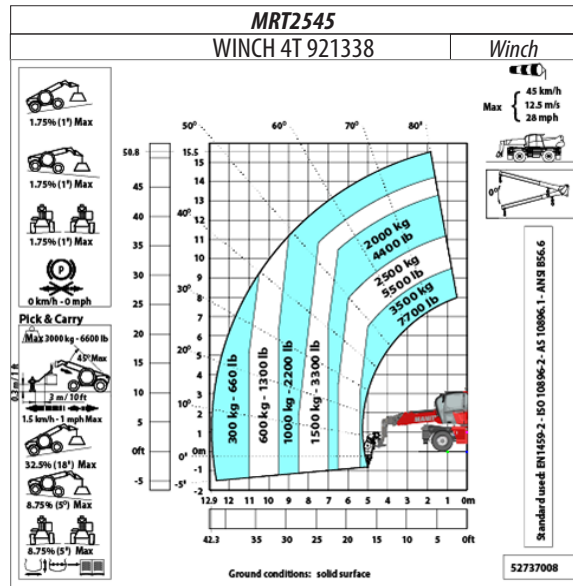 MRT2545
WINCH 4T 921338
Winch
1.75% (1°) Max
1.75% (1°) Max
1.75% (1°) Max
P
0 km/h - 0 mph
Pick & Carry
Max 3000 kg - 6600 lb
45° Max
0.3 m / 1 ft
3 m / 10 ft
1.5 km/h - 1 mph Max
32.5% (18°) Max
8.75% (5°) Max
8.75% (5°) Max
Max
45 km/h
12.5 m/s
28 mph
0°
50.8
45
40
35
30
25
20
15
10
5
0ft
-5
15.5
15
14
13
12
11
10
9
8
7
6
5
4
3
2
1
0m
-1
-2
50°
60°
70°
80°
40°
30°
20°
10°
0°
-5°
2000 kg
4400 lb
2500 kg
5500 lb
3500 kg
7700 lb
300 kg - 660 lb
600 kg - 1300 lb
1000 kg - 2200 lb
1500 kg - 3300 lb
12.9 12 11 10 9 8 7 6 5 4 3 2 1 0m
42.3 35 30 25 20 15 10 5 0ft
Ground conditions: solid surface
Standard used: EN1459-2 - ISO 10896-2 - AS 10896.1 - ANSI B56.6
52737008